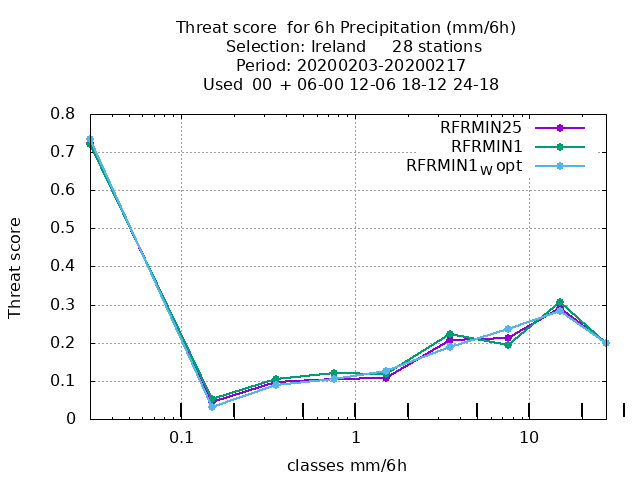 Threat score  for 6h Precipitation (mm/6h)
Selection: Ireland     28 stations
Period: 20200203-20200217
Used  00  + 06-00 12-06 18-12 24-18
RFRMIN25
RFRMIN1
RFRMIN1W opt
Threat score
0.8
0.7
0.6
0.5
0.4
0.3
0.2
0.1
0
0.1 1 10
classes mm/6h